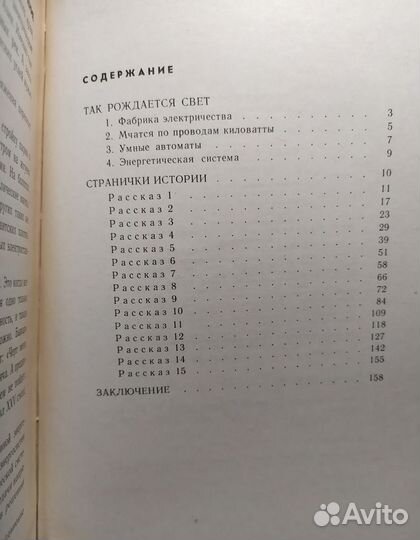 СОДЕРЖАНИЕ
ТАК РОЖДАЕТСЯ СВЕТ
1. Фабрика электричества . . . . . . . . 3
2. Мчатся по проводам киловатты . . . . . 5
3. Умные автоматы . . . . . . . . . . 7
4. Энергетическая система . . . . . . . . 9
СТРАНИЧКИ ИСТОРИИ . . . . . . . . . . 10
Рассказ 1 . . . . . . . . . . . 11
Рассказ 2 . . . . . . . . . . . 17
Рассказ 3 . . . . . . . . . . . 23
Рассказ 4 . . . . . . . . . . . 29
Рассказ 5 . . . . . . . . . . . 39
Рассказ 6 . . . . . . . . . . . 51
Рассказ 7 . . . . . . . . . . . 58
Рассказ 8 . . . . . . . . . . . 66
Рассказ 9 . . . . . . . . . . . 72
Рассказ 10 . . . . . . . . . . . 84
Рассказ 11 . . . . . . . . . . . 109
Рассказ 12 . . . . . . . . . . . 118
Рассказ 13 . . . . . . . . . . . 127
Рассказ 14 . . . . . . . . . . . 142
Рассказ 15 . . . . . . . . . . . 155
ЗАКЛЮЧЕНИЕ . . . . . . . . . . . 158
Avito